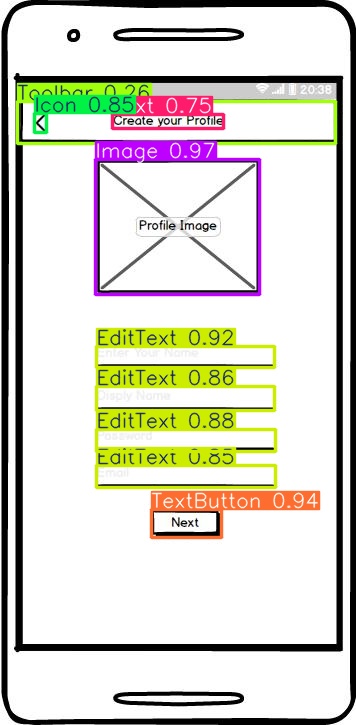 Toolbar 0.26
20:38
Icon 0.85
xt 0.75
Create your Profile
Image 0.97
Profile Image
EditText 0.92
Enter Your Name
EditText 0.86
Disply Name
EditText 0.88
Password
EditText 0.85
Email
TextButton 0.94
Next